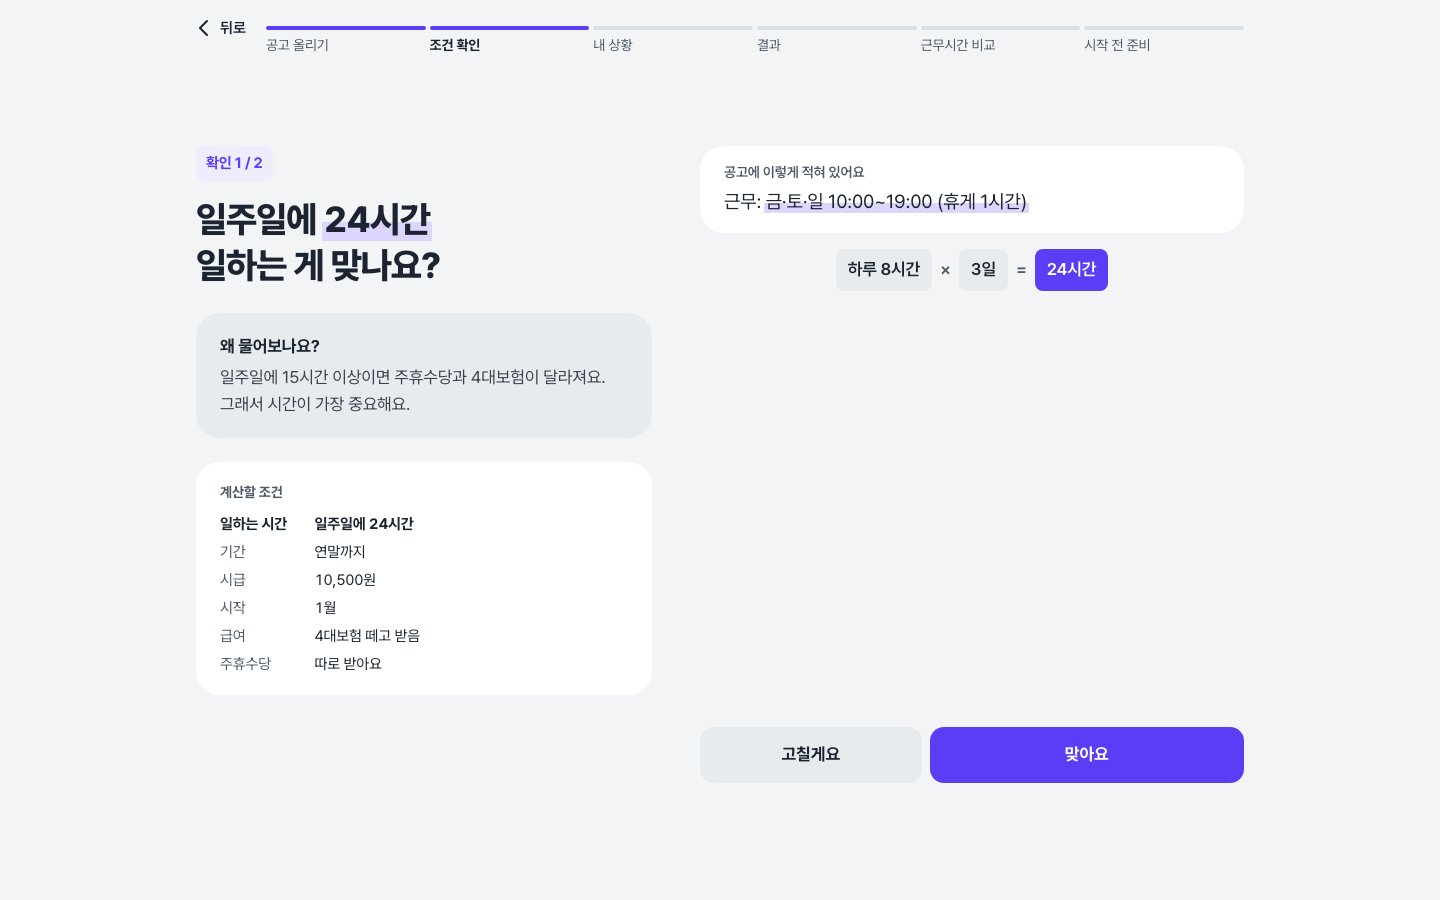 뒤로
공고 올리기
조건 확인
내 상황
결과
근무시간 비교
시작 전 준비
확인 1 / 2
일주일에 24시간
일하는 게 맞나요?
왜 물어보나요?
일주일에 15시간 이상이면 주휴수당과 4대보험이 달라져요.
그래서 시간이 가장 중요해요.
계산할 조건
일하는 시간 일주일에 24시간
기간 연말까지
시급 10,500원
시작 1월
급여 4대보험 떼고 받음
주휴수당 따로 받아요
공고에 이렇게 적혀 있어요
근무: 금·토·일 10:00~19:00 (휴게 1시간)
하루 8시간 × 3일 = 24시간
고칠게요
맞아요